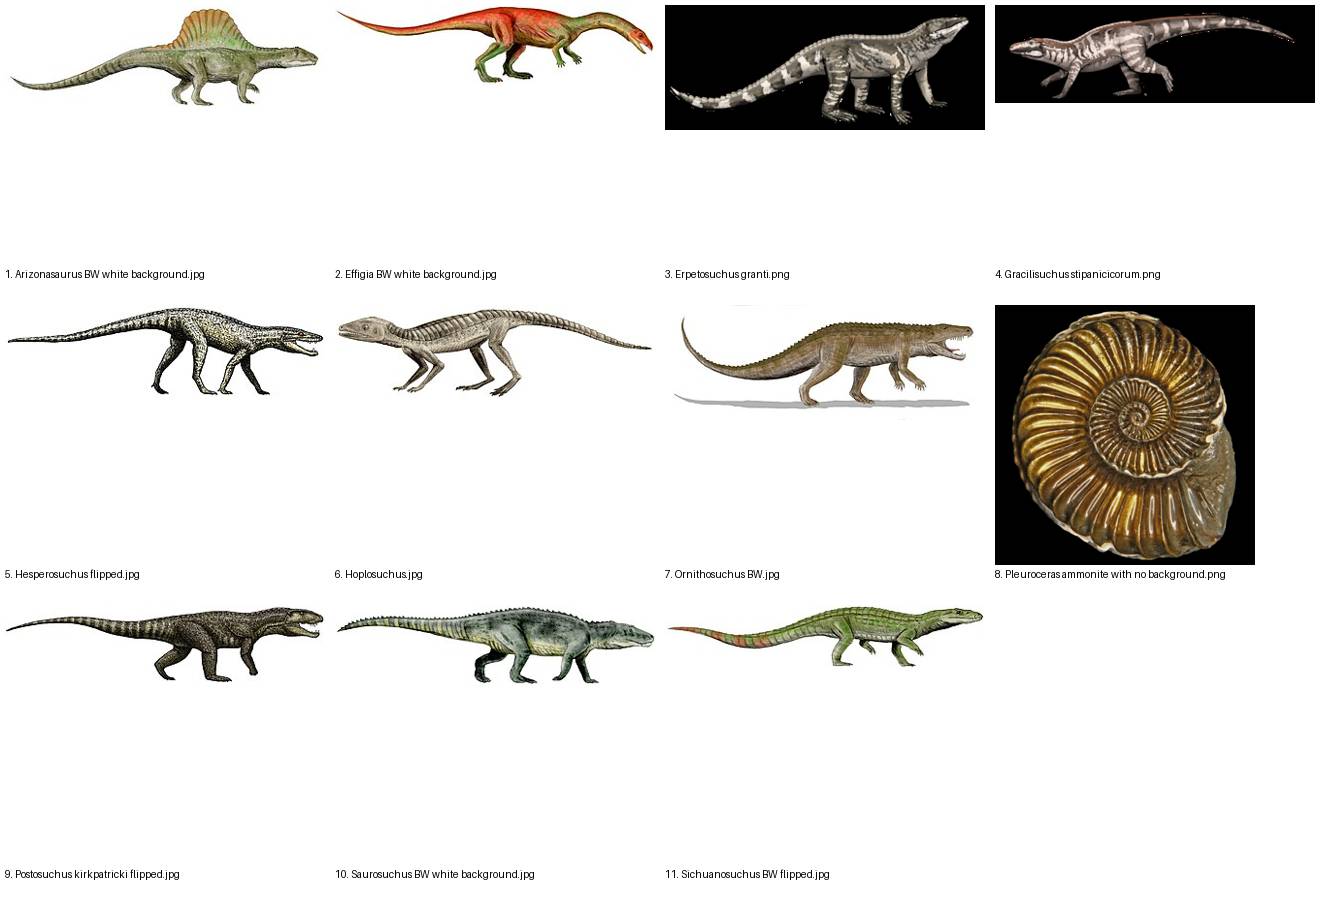 1. Arizonasaurus BW white background.jpg
2. Effigia BW white background.jpg
3. Erpetosuchus granti.png
4. Gracilisuchus stipanicicorum.png
5. Hesperosuchus flipped.jpg
6. Hoplosuchus.jpg
7. Ornithosuchus BW.jpg
8. Pleuroceras ammonite with no background.png
9. Postosuchus kirkpatricki flipped.jpg
10. Saurosuchus BW white background.jpg
11. Sichuanosuchus BW flipped.jpg